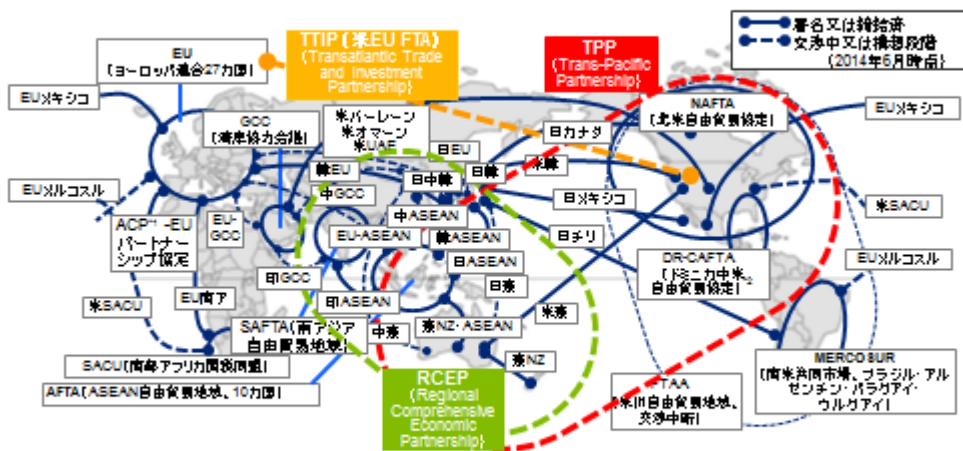 TTIP (米EU FTA)
(Transatlantic Trade
and Investment
Partnership)
TPP
(Trans-Pacific
Partnership)
署名又は締結済
交渉中又は構想段階
(2014年6月時点)
EU
(ヨーロッパ連合27カ国)
EUメキシコ
GCC
(湾岸協力会議)
米バーレーン
米オマーン
米UAE
日EU
日カナダ
NAFTA
(北米自由貿易協定)
EUメキシコ
韓EU
日中韓
日韓
米韓
中GCC
日メキシコ
EUメルコスル
米SACU
ACP
-EU
パートナー
シップ協定
EU-
GCC
中ASEAN
EU-ASEAN
韓ASEAN
日チリ
日ASEAN
DR-CAFTA
(ドミニカ中米
自由貿易協定)
EUメルコスル
印GCC
日豪
EU南ア
印ASEAN
米SACU
米豪
SAFTA(南アジア
自由貿易地域)
中豪
豪NZ-ASEAN
豪NZ
SACU(南部アフリカ関税同盟)
AFTA(ASEAN自由貿易地域、10カ国)
RCEP
(Regional
Comprehensive
Economic
Partnership)
FTAA
(米州自由貿易地域、
交渉中断)
MERCOSUR
(南米共同市場、ブラジル・アル
ゼンチン・パラグアイ・
ウルグアイ)